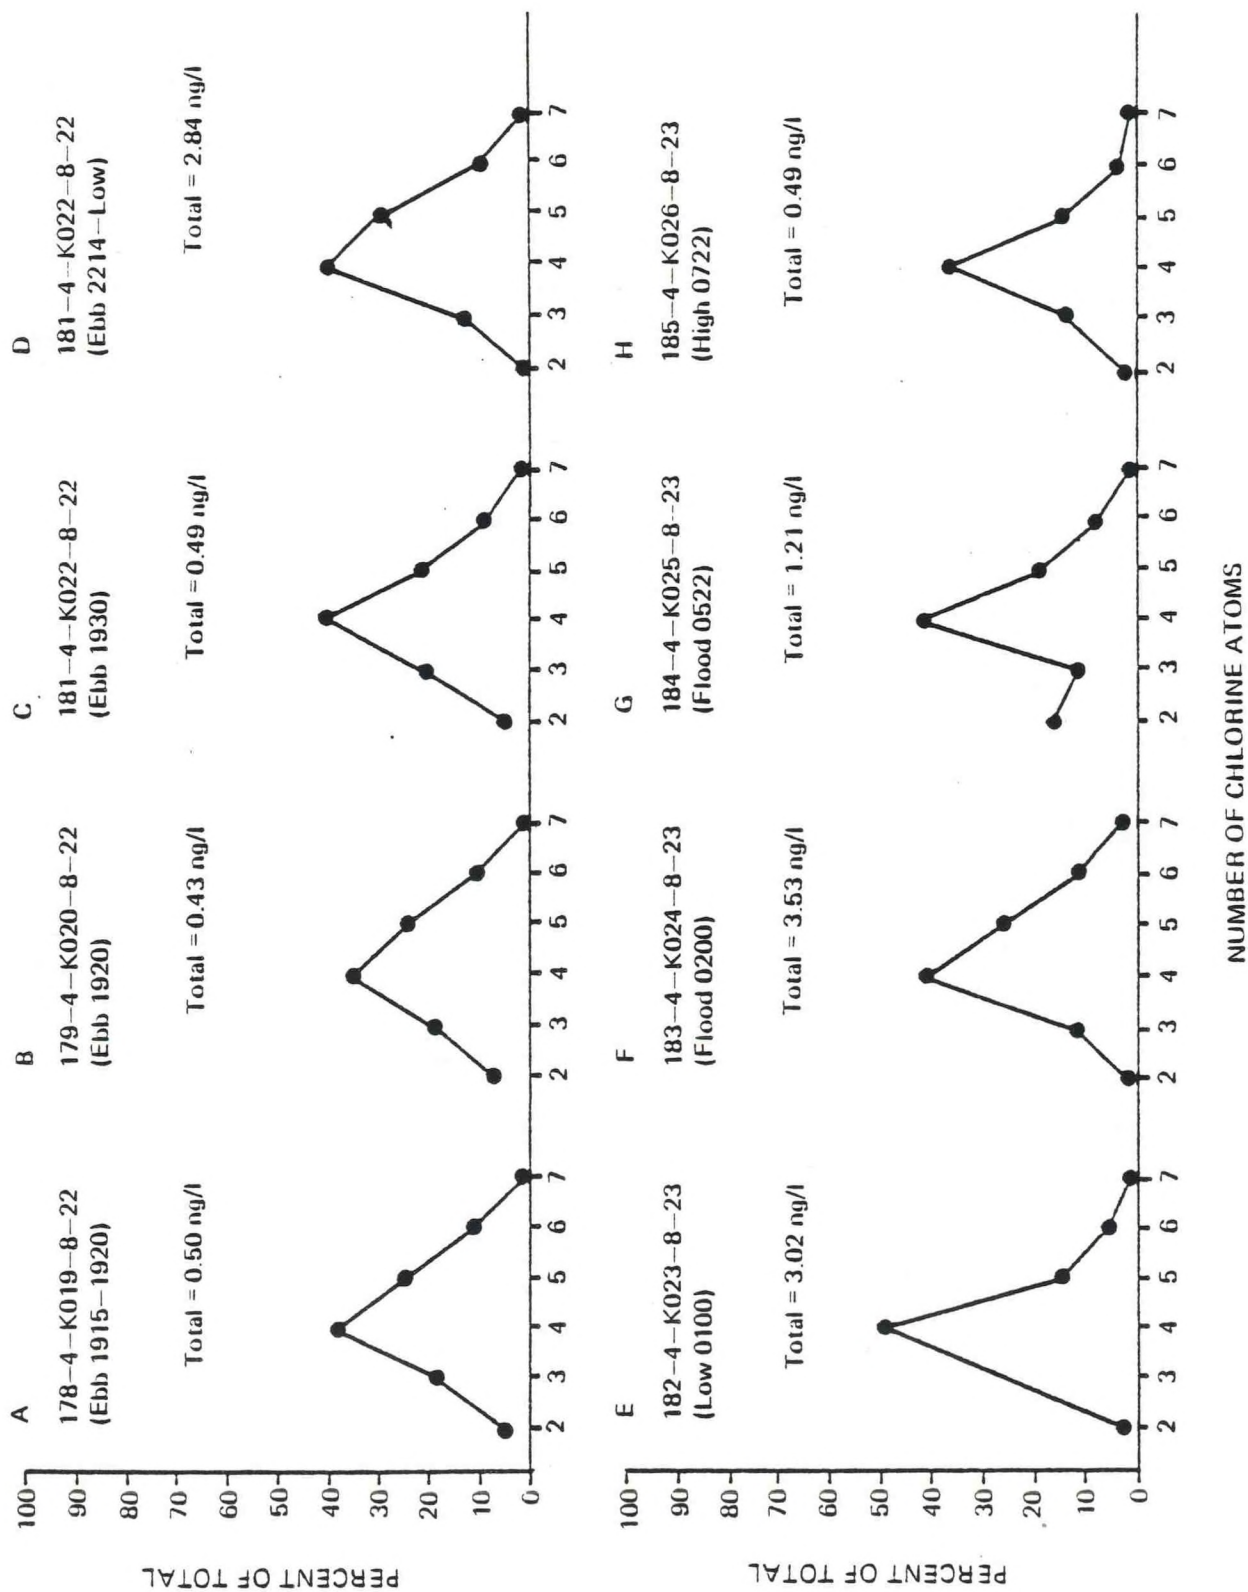 A
178-4-K019-8-22
(Ebb 1915-1920)
Total = 0.50 ng/l
B
179-4-K020-8-22
(Ebb 1920)
Total = 0.43 ng/l
C
181-4-K022-8-22
(Ebb 1930)
Total = 0.49 ng/l
D
181-4-K022-8-22
(Ebb 2214-Low)
Total = 2.84 ng/l
PERCENT OF TOTAL
100
90
80
70
60
50
40
30
20
10
0
2 3 4 5 6 7
2 3 4 5 6 7
2 3 4 5 6 7
2 3 4 5 6 7
E
182-4-K023-8-23
(Low 0100)
Total = 3.02 ng/l
F
183-4-K024-8-23
(Flood 0200)
Total = 3.53 ng/l
G
184-4-K025-8-23
(Flood 0522)
Total = 1.21 ng/l
H
185-4-K026-8-23
(High 0722)
Total = 0.49 ng/l
PERCENT OF TOTAL
100
90
80
70
60
50
40
30
20
10
0
2 3 4 5 6 7
2 3 4 5 6 7
2 3 4 5 6 7
2 3 4 5 6 7
NUMBER OF CHLORINE ATOMS